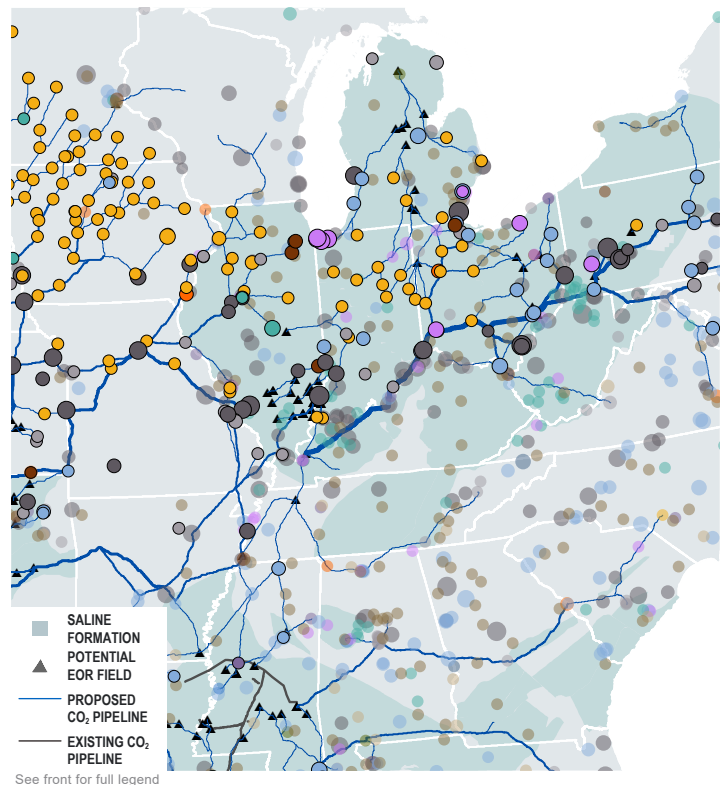 SALINE
FORMATION
POTENTIAL
EOR FIELD
PROPOSED
CO₂ PIPELINE
EXISTING CO₂
PIPELINE
See front for full legend